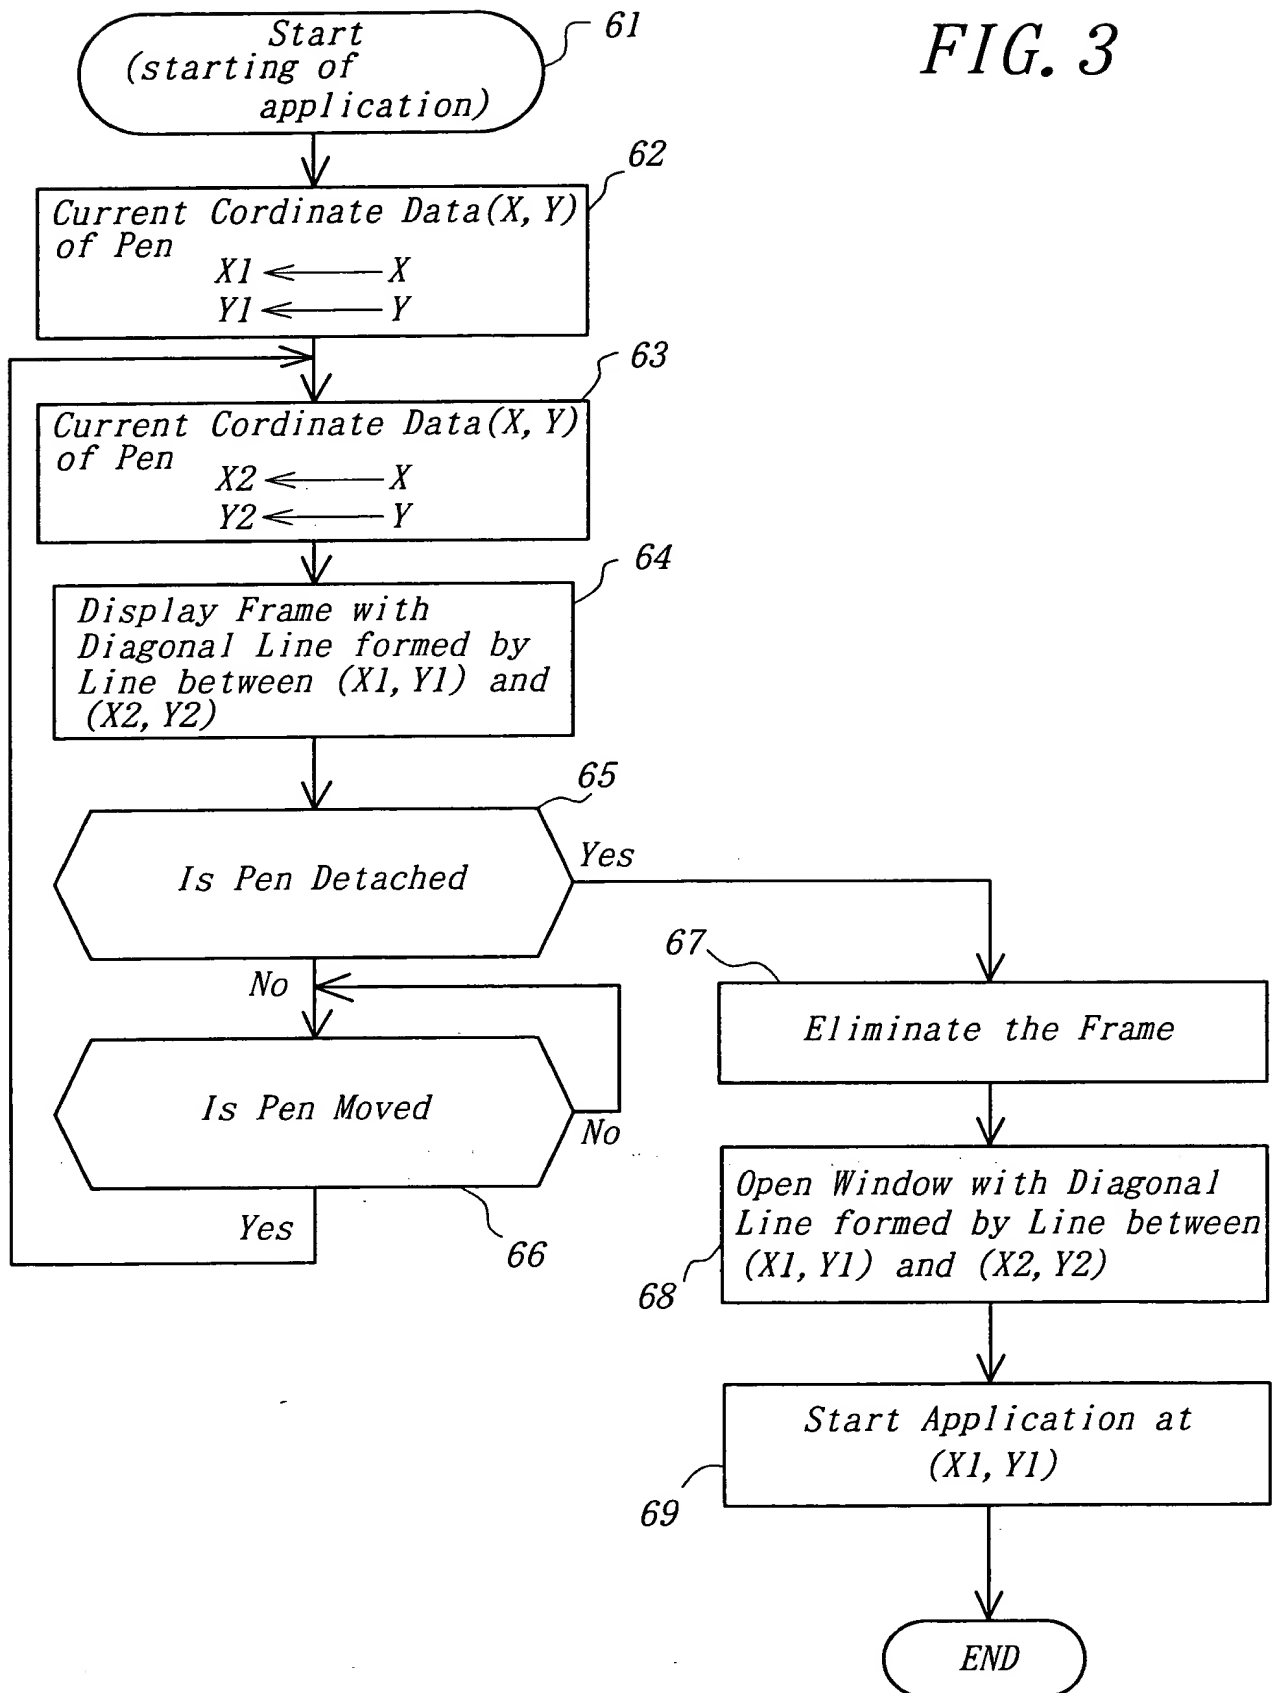 FIG. 3
Start
(starting of
application)
61
62
Current Cordinate Data(X, Y)
of Pen
X1 X
Y1 Y
63
Current Cordinate Data(X, Y)
of Pen
X2 X
Y2 Y
64
Display Frame with
Diagonal Line formed by
Line between (X1, Y1) and
(X2, Y2)
65
Is Pen Detached
Yes
No
Is Pen Moved
No
Yes
66
67
Eliminate the Frame
Open Window with Diagonal
Line formed by Line between
(X1, Y1) and (X2, Y2)
68
Start Application at
(X1, Y1)
69
END